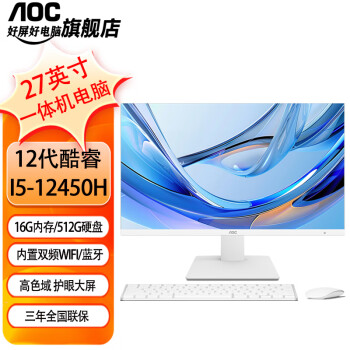 AOC
好屏好电脑 旗舰店
27英寸
一体机电脑
12代酷睿
I5-12450H
16G内存/512G硬盘
内置双频WIFI/蓝牙
高色域 护眼大屏
三年全国联保
AOC